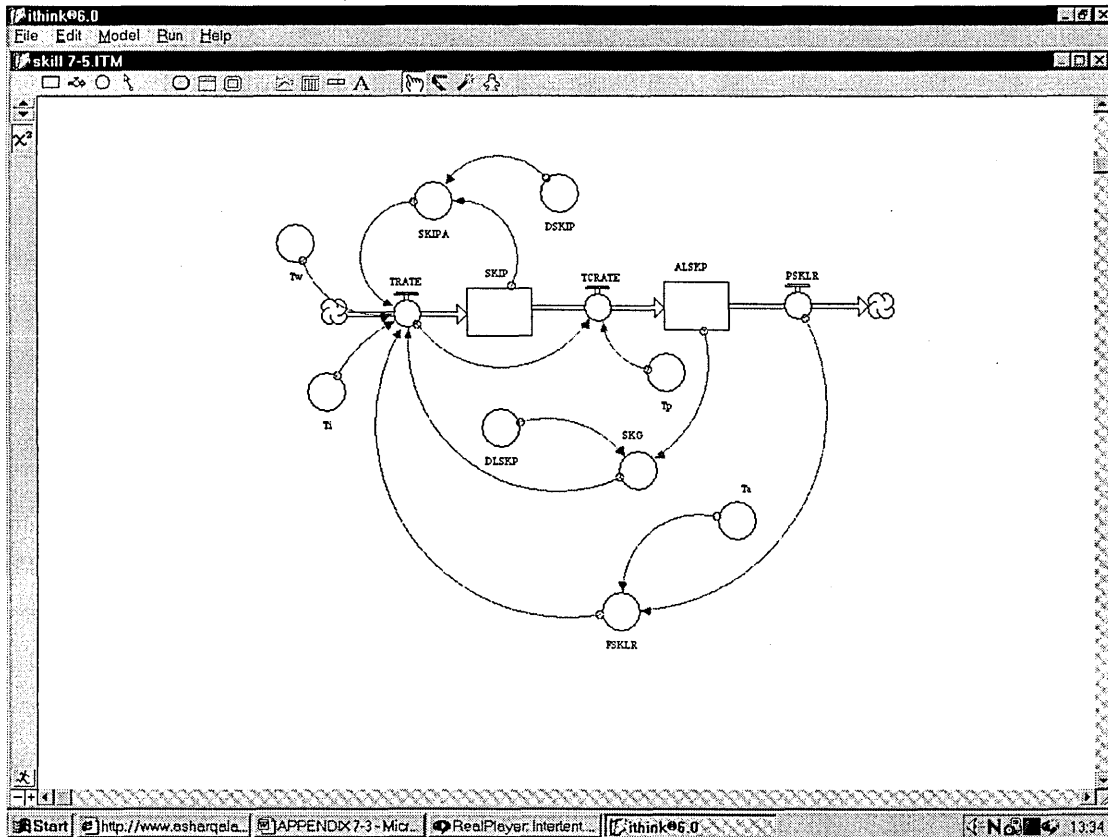 ithink®6.0
File Edit Model Run Help
skill 7-5.ITM
A
χ²
DSKIP
SKIPA
Tw
SKIP
ALSKP
TRATE
TCRATE
PSKLR
Ti
Tp
DLSKP
SKG
Ta
FSKLR
Start
http://www.asharqala...
APPENDIX 7-3 - Micr...
RealPlayer: Intertent...
ithink®6.0
N
13:34